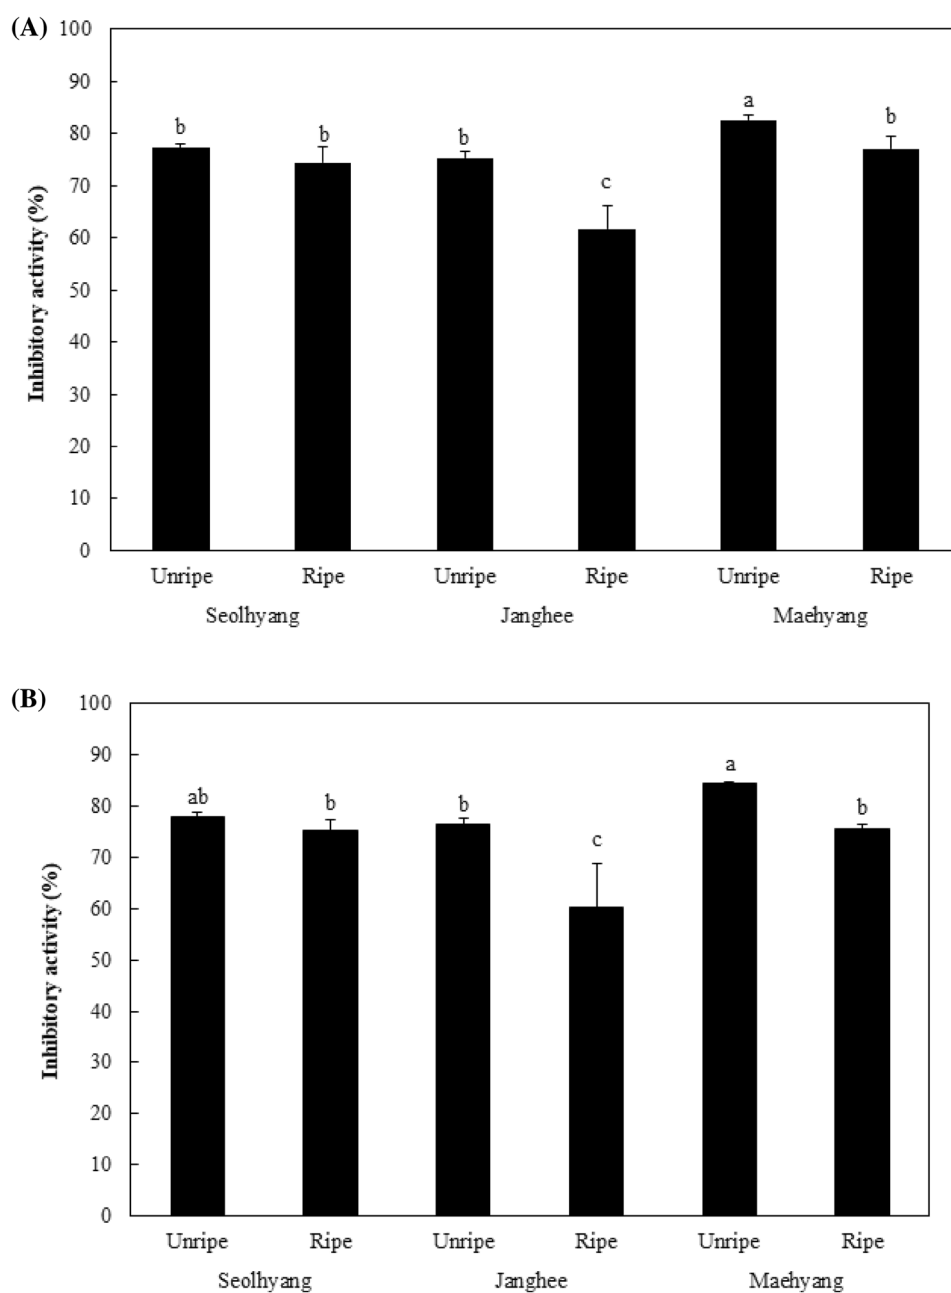 (A)
100
90
80
70
60
50
40
30
20
10
0
Inhibitory activity (%)
b
b
b
c
a
b
Unripe Ripe Unripe Ripe Unripe Ripe
Seolhyang Janghee Maehyang
(B)
100
90
80
70
60
50
40
30
20
10
0
Inhibitory activity (%)
ab
b
b
c
a
b
Unripe Ripe Unripe Ripe Unripe Ripe
Seolhyang Janghee Maehyang